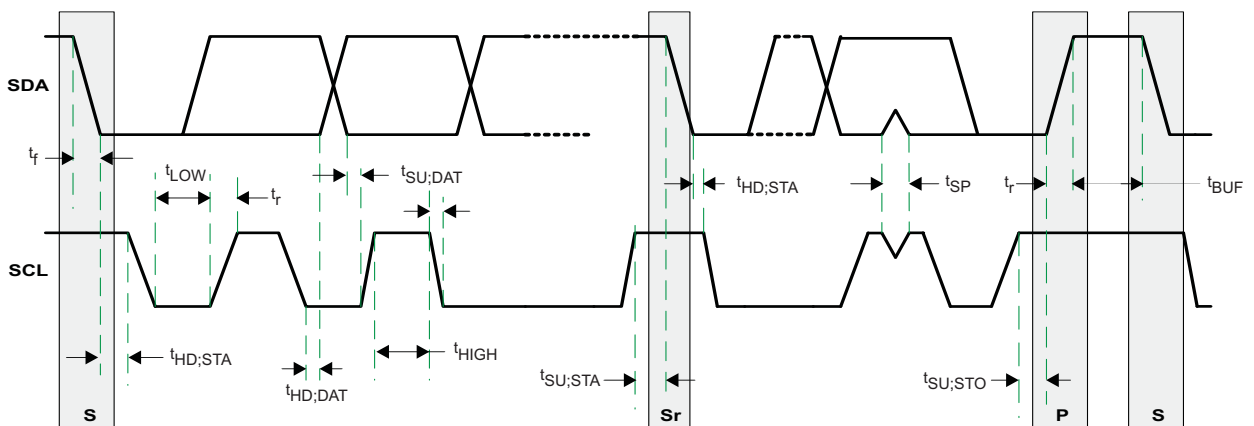 SDA
t_f
t_LOW
t_r
t_SU;DAT
t_HD;STA
t_SP
t_r
t_BUF
SCL
t_HD;STA
t_HD;DAT
t_HIGH
t_SU;STA
t_SU;STO
S
Sr
P
S